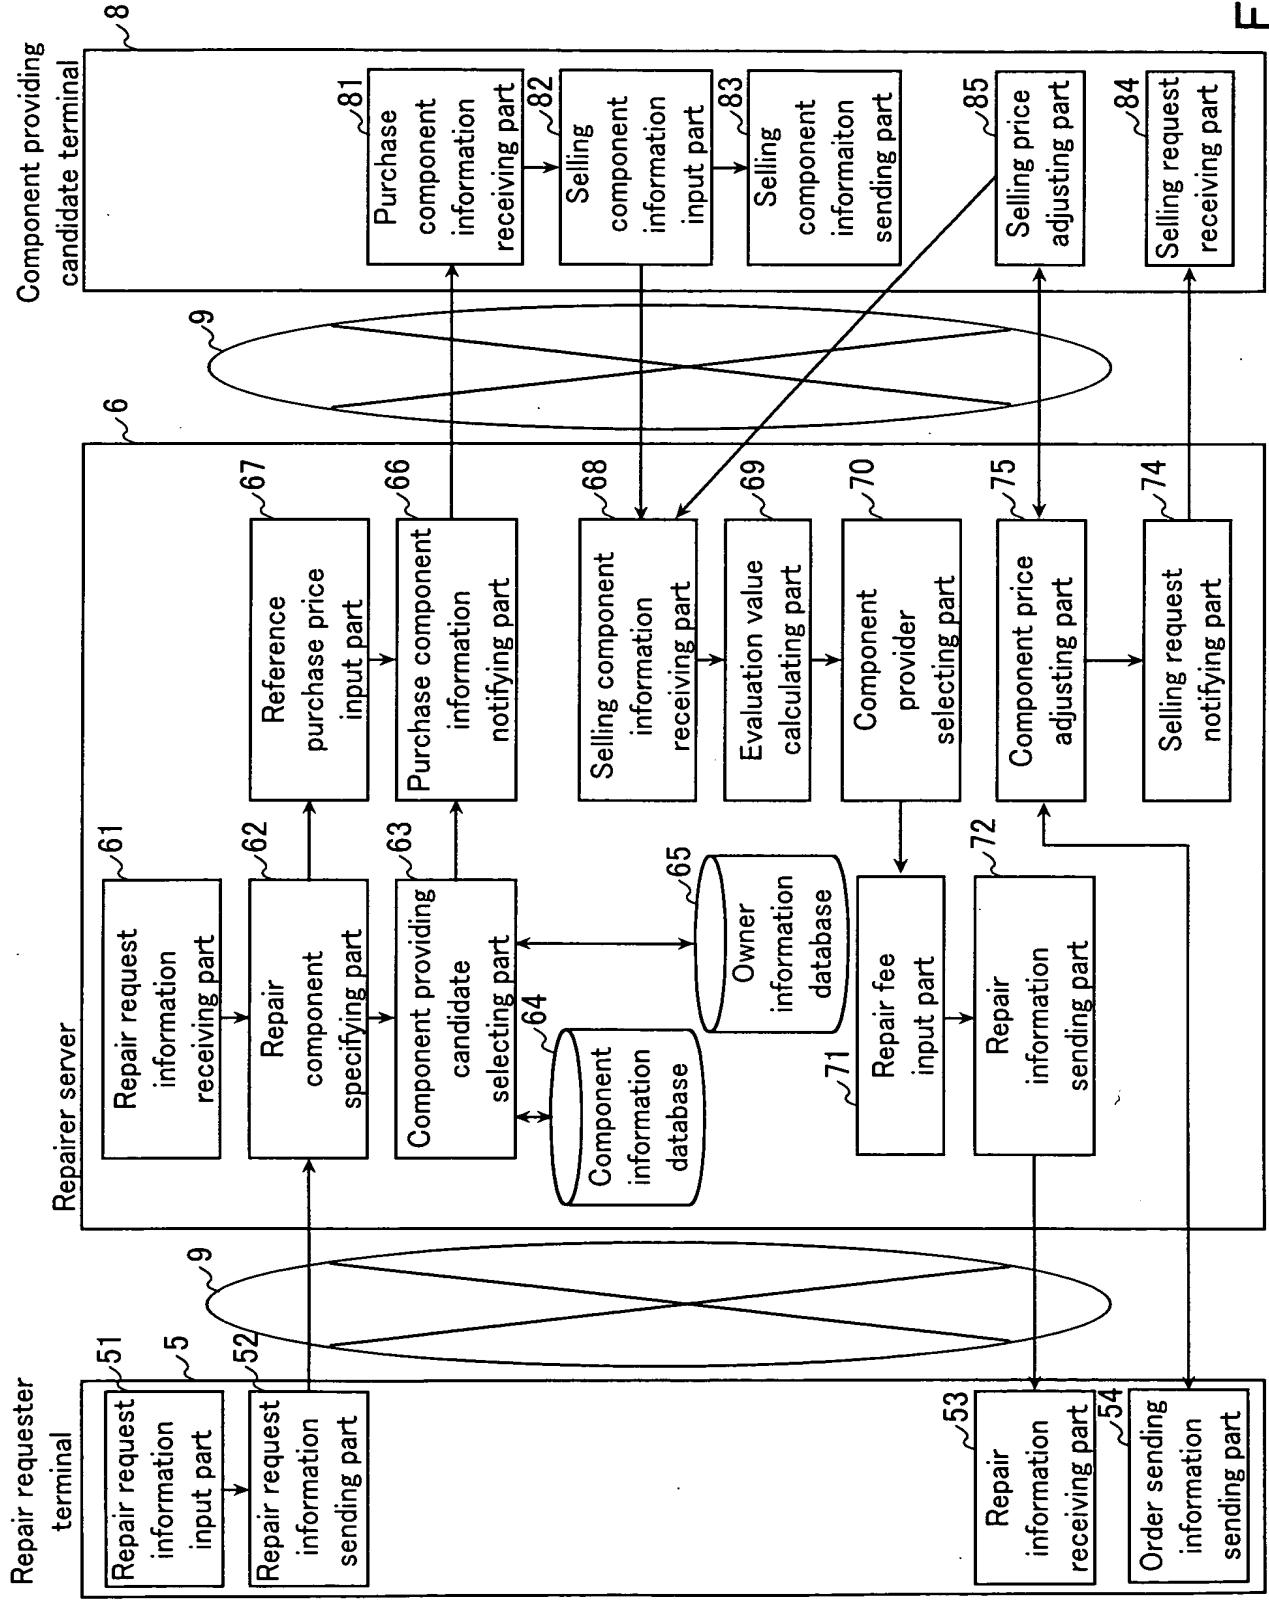 Repair requester
terminal
5
51
Repair request
information
input part
52
Repair request
information
sending part
53
Repair
information
receiving part
54
Order sending
information
sending part
9
Repairer server
6
61
Repair request
information
receiving part
62
Repair
component
specifying part
63
Component providing
candidate
selecting part
64
Component
information
database
65
Owner
information
database
71
Repair fee
input part
72
Repair
information
sending part
67
Reference
purchase price
input part
66
Purchase component
information
notifying part
68
Selling component
information
receiving part
69
Evaluation value
calculating part
70
Component
provider
selecting part
75
Component price
adjusting part
74
Selling request
notifying part
9
Component providing
candidate terminal
8
81
Purchase
component
information
receiving part
82
Selling
component
information
input part
83
Selling
component
informaiton
sending part
85
Selling price
adjusting part
84
Selling request
receiving part
F